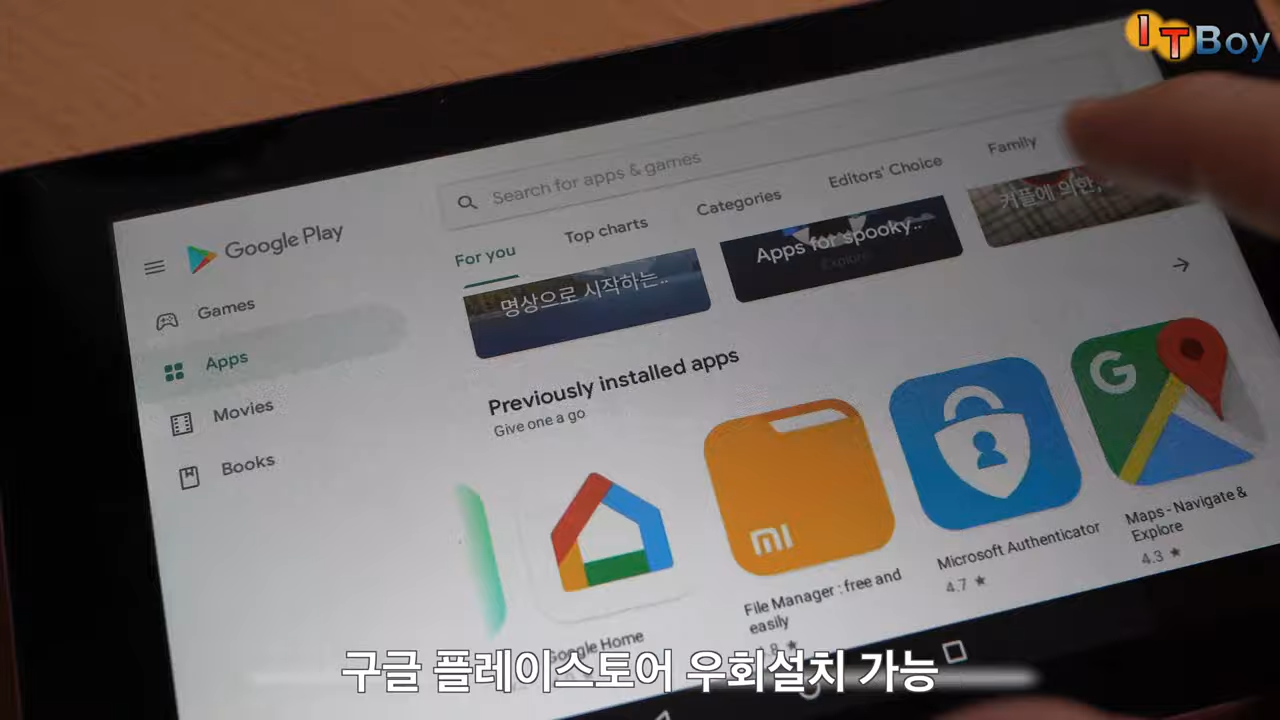 ITBoy
Search for apps & games
Google Play
For you
Top charts
Categories
Editors' Choice
Family
Games
Apps
Movies
Books
명상으로 시작하는..
Apps for spooky..
Explore
커플에 의한,
Previously installed apps
Give one a go
Google Home
mi
File Manager : free and
easily
4.8 ★
Microsoft Authenticator
4.7 ★
G
Maps - Navigate &
Explore
4.3 ★
구글 플레이스토어 우회설치 가능